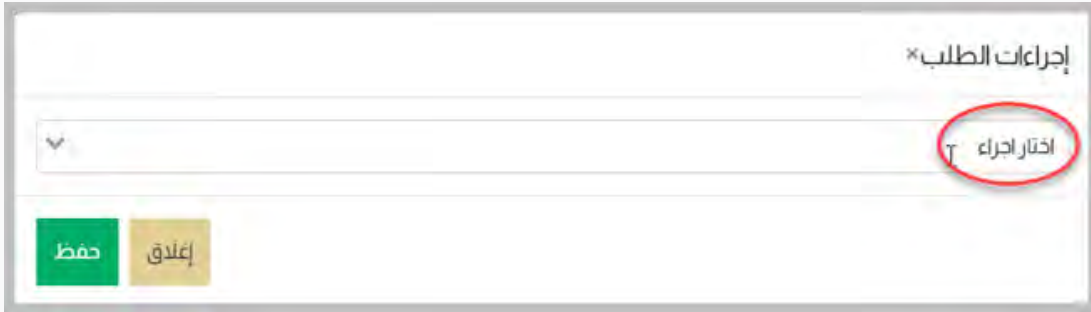 إجراءات الطلب×
اختار اجراء
إغلاق
حفظ